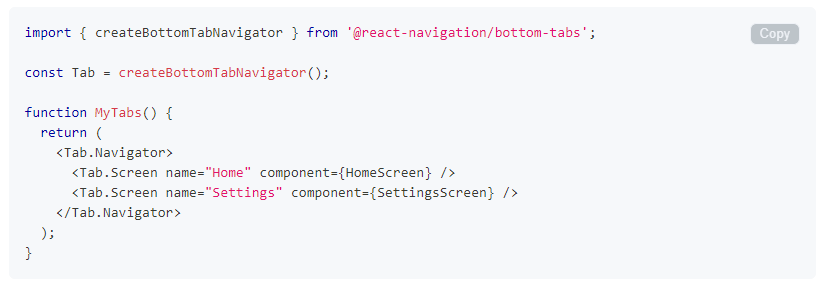 import { createBottomTabNavigator } from '@react-navigation/bottom-tabs';
Copy
const Tab = createBottomTabNavigator();
function MyTabs() {
  return (
    <Tab.Navigator>
      <Tab.Screen name="Home" component={HomeScreen} />
      <Tab.Screen name="Settings" component={SettingsScreen} />
    </Tab.Navigator>
  );
}